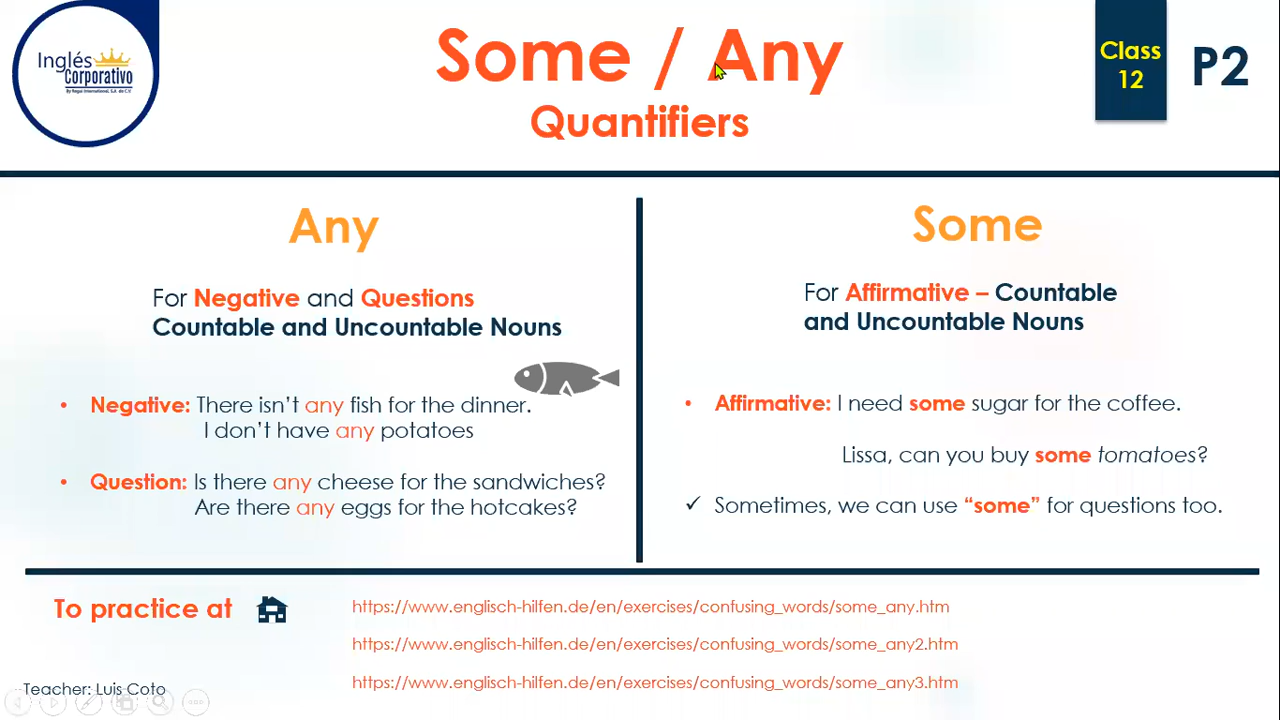 Inglés
Corporativo
By Regus International, S.A. de C.V.
Some / Any
Quantifiers
Class
12
P2
Any
For Negative and Questions
Countable and Uncountable Nouns
• Negative: There isn’t any fish for the dinner.
I don’t have any potatoes
• Question: Is there any cheese for the sandwiches?
Are there any eggs for the hotcakes?
Some
For Affirmative – Countable
and Uncountable Nouns
• Affirmative: I need some sugar for the coffee.
Lissa, can you buy some tomatoes?
✓ Sometimes, we can use “some” for questions too.
To practice at
https://www.englisch-hilfen.de/en/exercises/confusing_words/some_any.htm
https://www.englisch-hilfen.de/en/exercises/confusing_words/some_any2.htm
https://www.englisch-hilfen.de/en/exercises/confusing_words/some_any3.htm
Teacher: Luis Coto